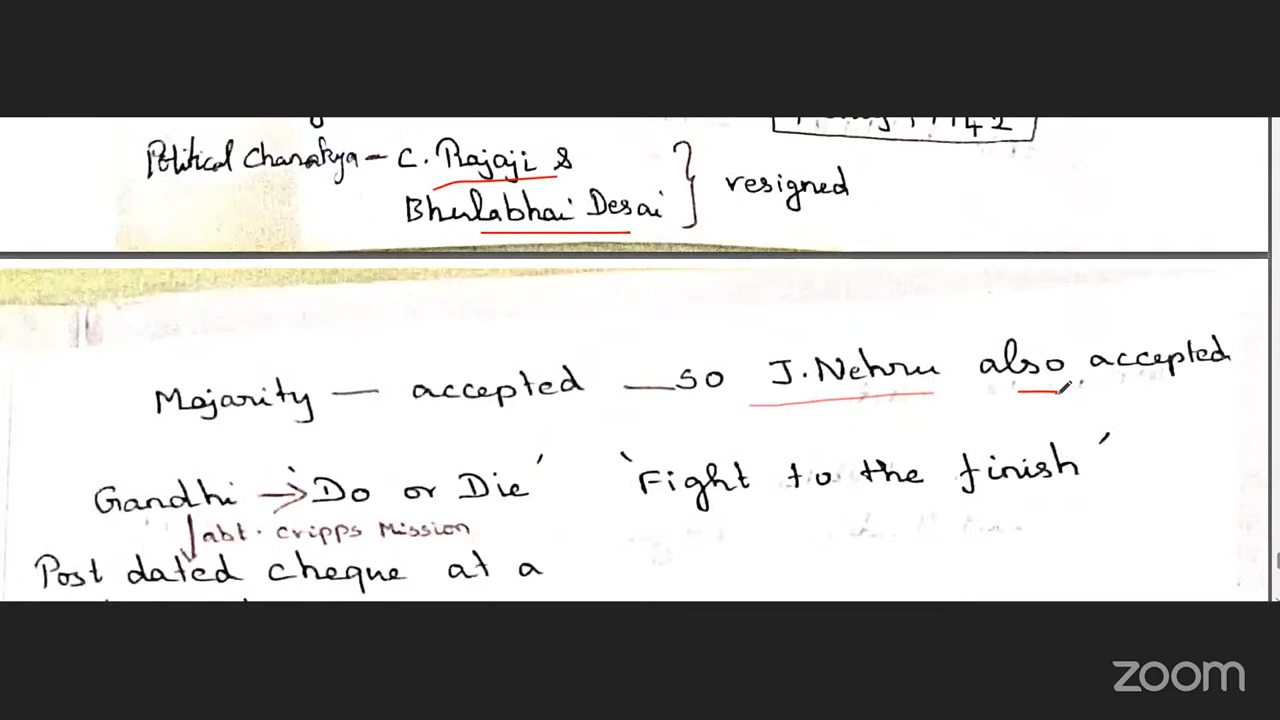 Political Chanakya – C. Rajaji &
Bhulabhai Desai } resigned
Majarity — accepted — so J. Nehru also accepted
Gandhi → 'Do or Die' 'Fight to the finish'
abt. Cripps Mission
Post dated cheque at a
zoom